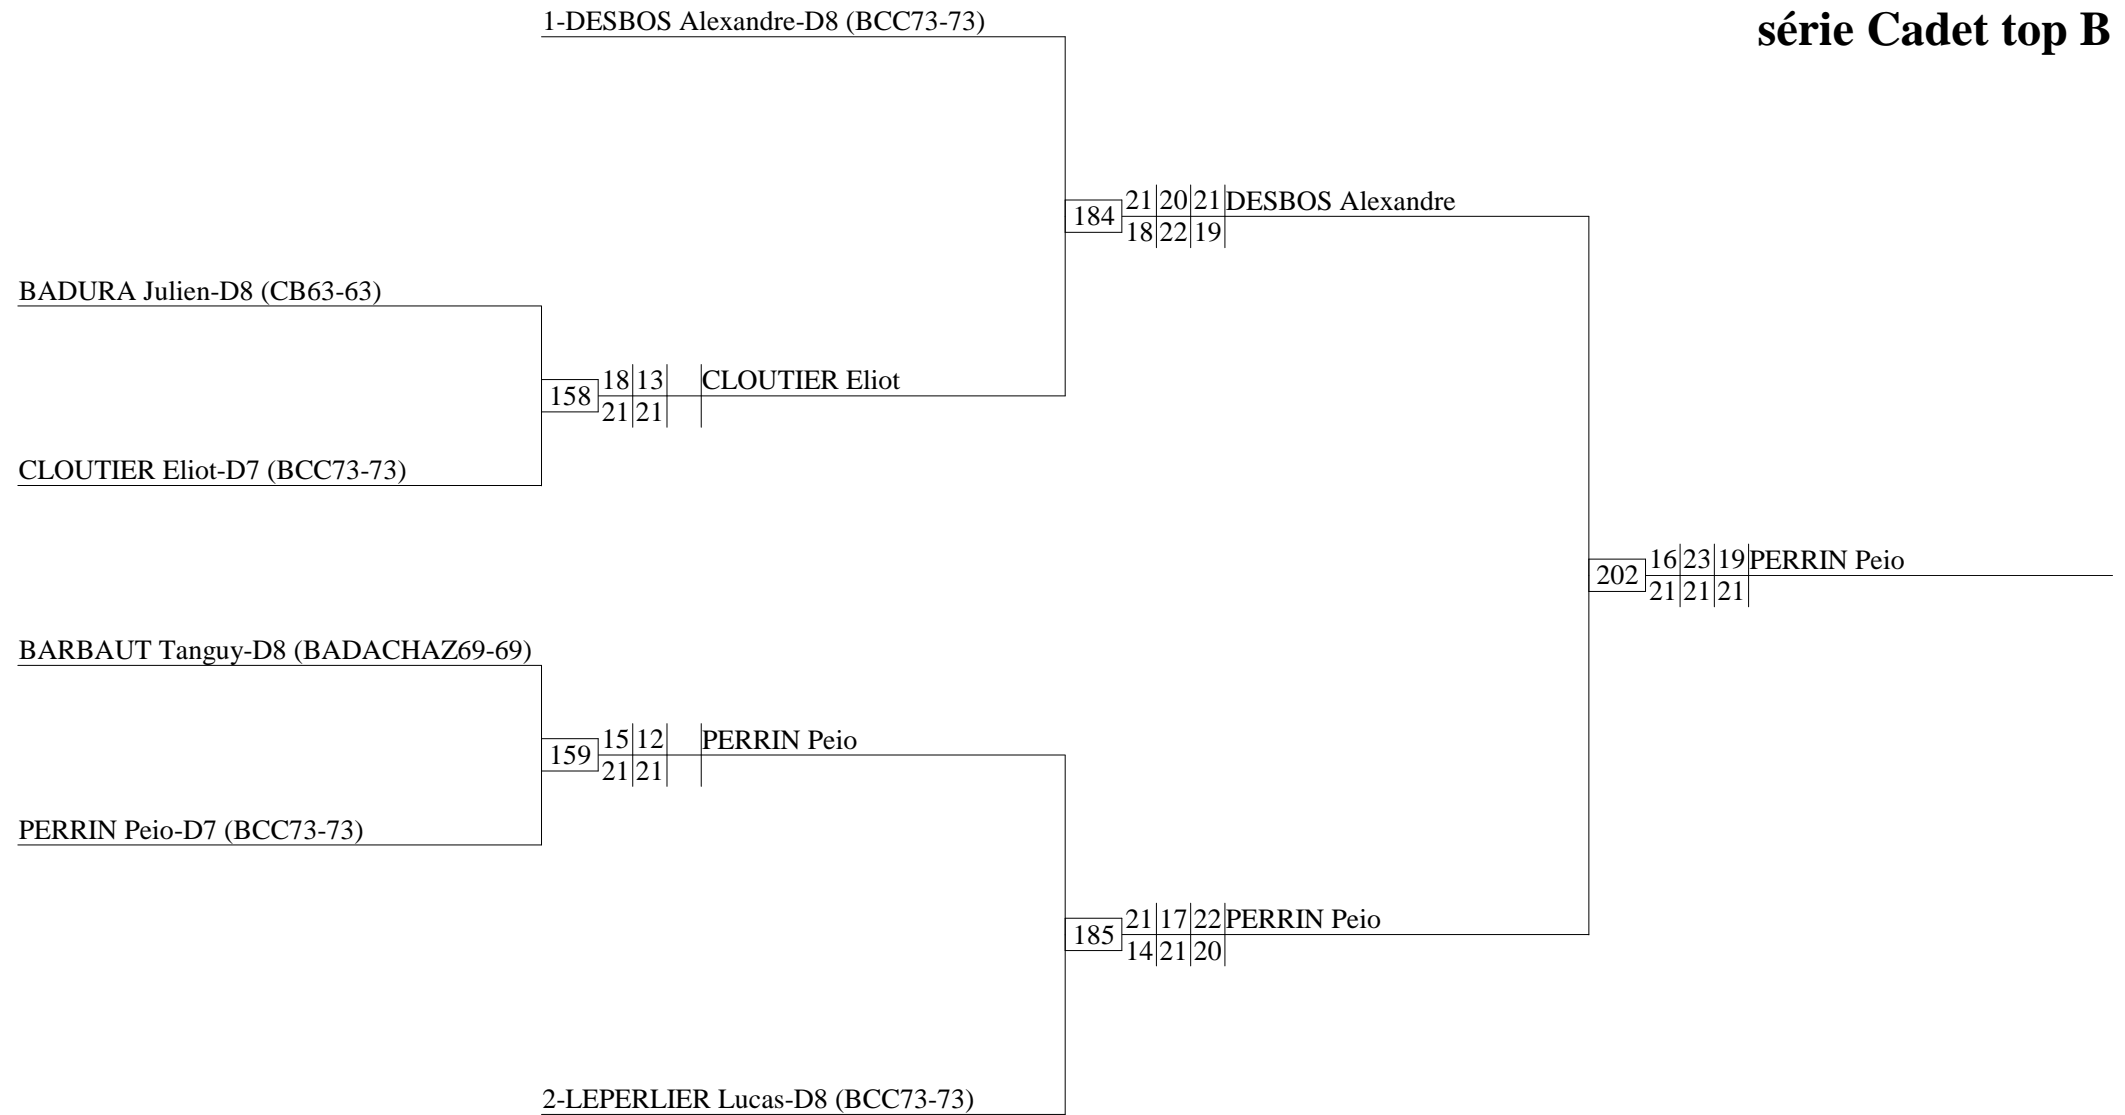 1-DESBOS Alexandre-D8 (BCC73-73)
série Cadet top B
21 20 21 DESBOS Alexandre
184
18 22 19
BADURA Julien-D8 (CB63-63)
18 13 CLOUTIER Eliot
158
21 21
CLOUTIER Eliot-D7 (BCC73-73)
16 23 19 PERRIN Peio
202
21 21 21
BARBAUT Tanguy-D8 (BADACHAZ69-69)
15 12 PERRIN Peio
159
21 21
PERRIN Peio-D7 (BCC73-73)
21 17 22 PERRIN Peio
185
14 21 20
2-LEPERLIER Lucas-D8 (BCC73-73)